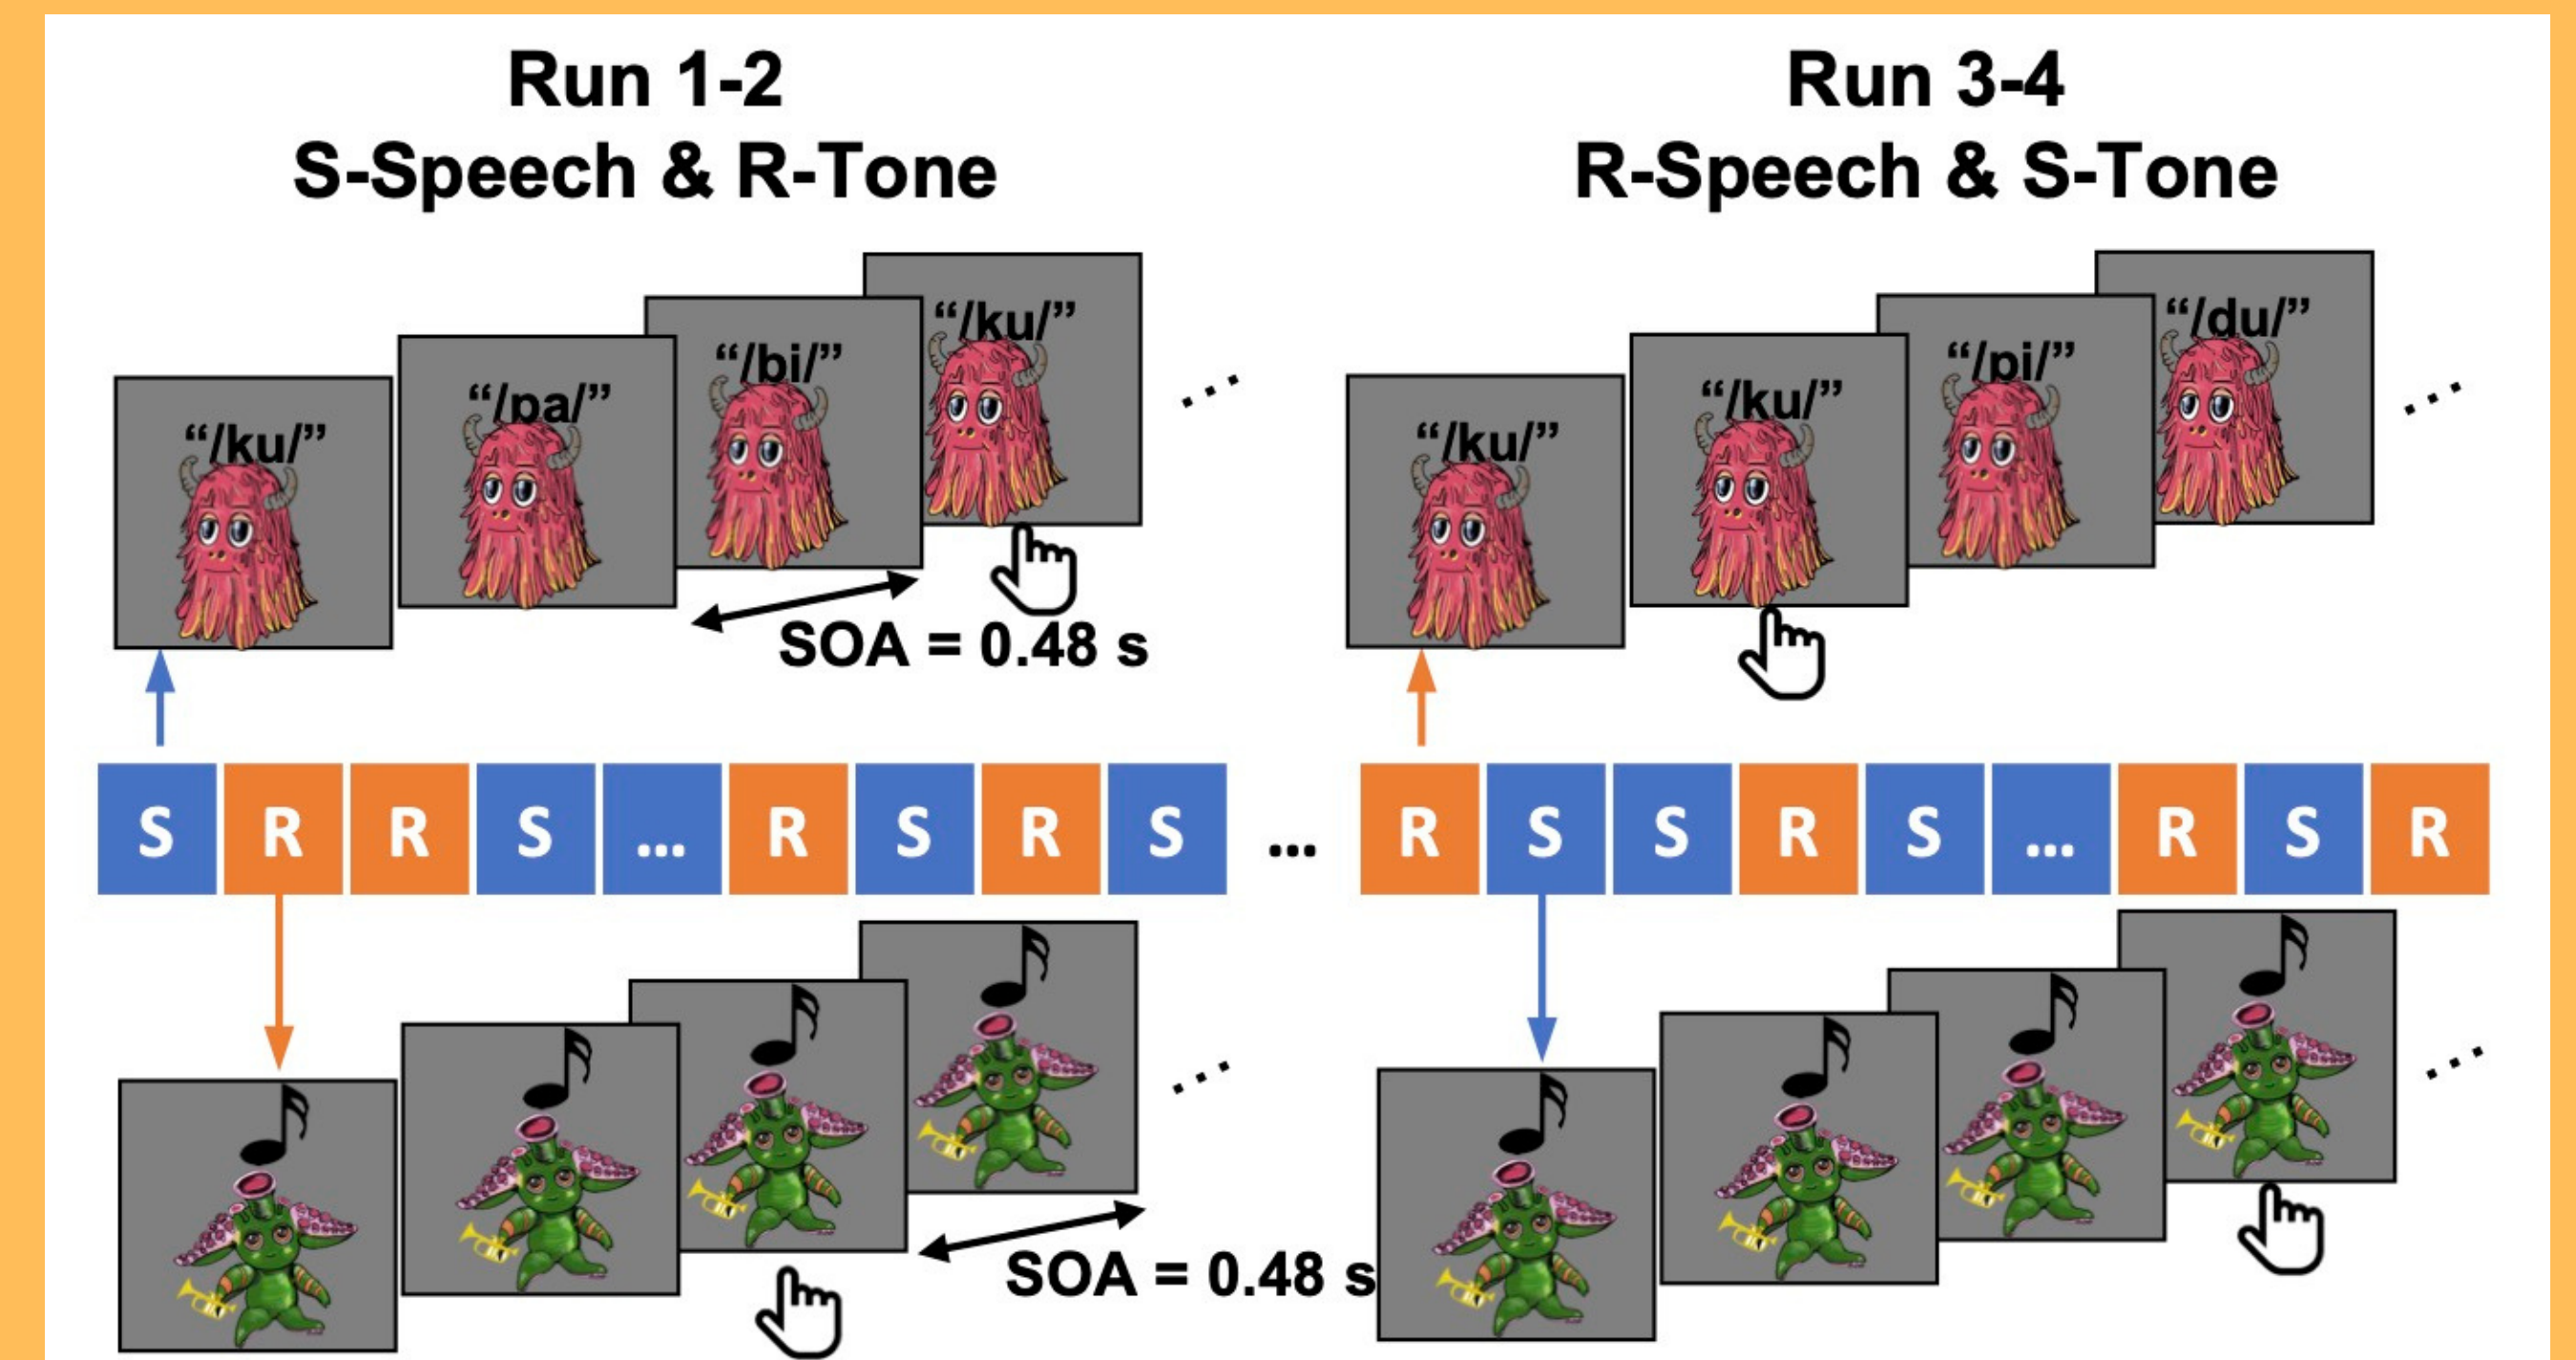 Run 1-2
S-Speech & R-Tone
Run 3-4
R-Speech & S-Tone
“/ku/”
“/pa/”
“/bi/”
“/ku/”
...
SOA = 0.48 s
“/ku/”
“/ku/”
“/pi/”
“/du/”
...
S R R S ... R S R S ... R S S R S ... R S R
...
SOA = 0.48 s
...